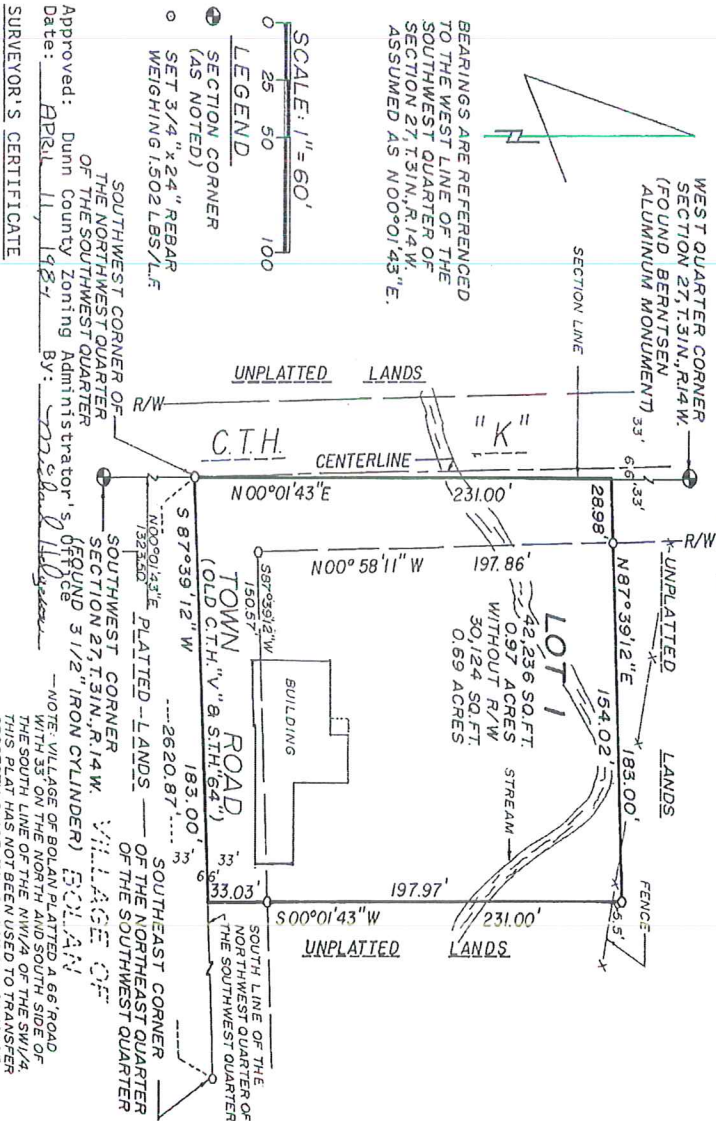 WEST QUARTER CORNER
SECTION 27, T.31N., R.14W.
(FOUND BERNTSEN
ALUMINUM MONUMENT)
BEARINGS ARE REFERENCED
TO THE WEST LINE OF THE
SOUTHWEST QUARTER OF
SECTION 27, T.31N., R.14W.
ASSUMED AS N00°01'43"E.
SCALE: 1" = 60'
0 25 50 100
LEGEND
SECTION CORNER
(AS NOTED)
SET 3/4" x 24" REBAR
WEIGHING 1.502 LBS/L.F.
SECTION LINE
33' 33'
66'
R/W
UNPLATTED LANDS
FENCE
6.5'
28.98' N87°39'12"E 154.02' 183.00'
UNPLATTED LANDS
R/W
C.T.H. "K"
CENTERLINE
N00°01'43"E 231.00'
N00°58'11"W 197.86'
LOT 1
42,236 SQ.FT.
0.97 ACRES
WITHOUT R/W
30,124 SQ.FT.
0.69 ACRES
STREAM
BUILDING
197.97'
S00°01'43"W 231.00'
33.03'
UNPLATTED LANDS
S87°39'12"W
150.57'
TOWN ROAD
(OLD C.T.H. "V" & S.T.H. "64")
33' 33'
66'
S 87°39'12" W 183.00'
SOUTH LINE OF THE
NORTHWEST QUARTER OF
THE SOUTHWEST QUARTER
N00°01'43"E
1323.50'
2620.87'
PLATTED LANDS
SOUTHWEST CORNER OF
THE NORTHWEST QUARTER
OF THE SOUTHWEST QUARTER
SOUTHEAST CORNER
OF THE NORTHEAST QUARTER
OF THE SOUTHWEST QUARTER
SOUTHWEST CORNER
SECTION 27, T.31N., R.14W.
(FOUND 3 1/2" IRON CYLINDER)
VILLAGE OF
BOLAN
Approved: Dunn County Zoning Administrator's Office
Date: APRIL 11, 1984 By:
NOTE: VILLAGE OF BOLAN PLATTED A 66' ROAD
WITH 33' ON THE NORTH AND SOUTH SIDE OF
THE SOUTH LINE OF THE NW1/4 OF THE SW1/4.
THIS PLAT HAS NOT BEEN USED TO TRANSFER
SURVEYOR'S CERTIFICATE